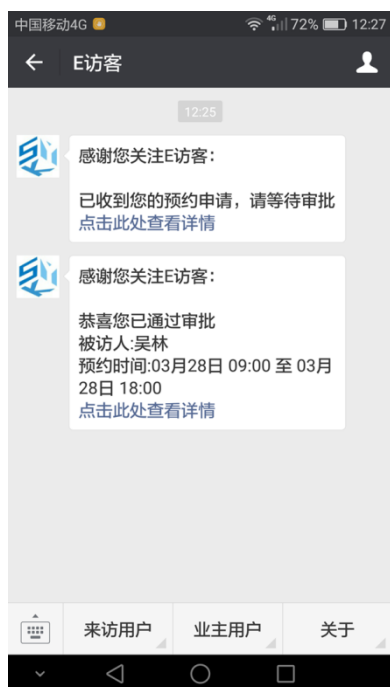 中国移动4G 4G 72% 12:27
E访客
12:25
感谢您关注E访客：
已收到您的预约申请，请等待审批
点击此处查看详情
感谢您关注E访客：
恭喜您已通过审批
被访人:吴林
预约时间:03月28日 09:00 至 03月
28日 18:00
点击此处查看详情
来访用户 业主用户 关于